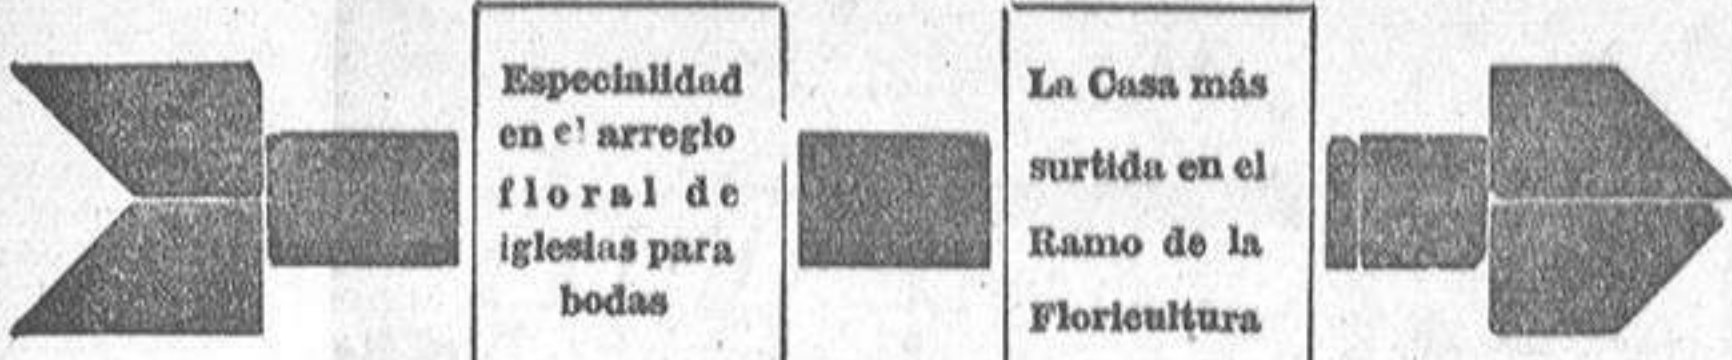 Especialidad
en el arreglo
floral de
iglesias para
bodas
La Casa más
surtida en el
Ramo de la
Floricultura